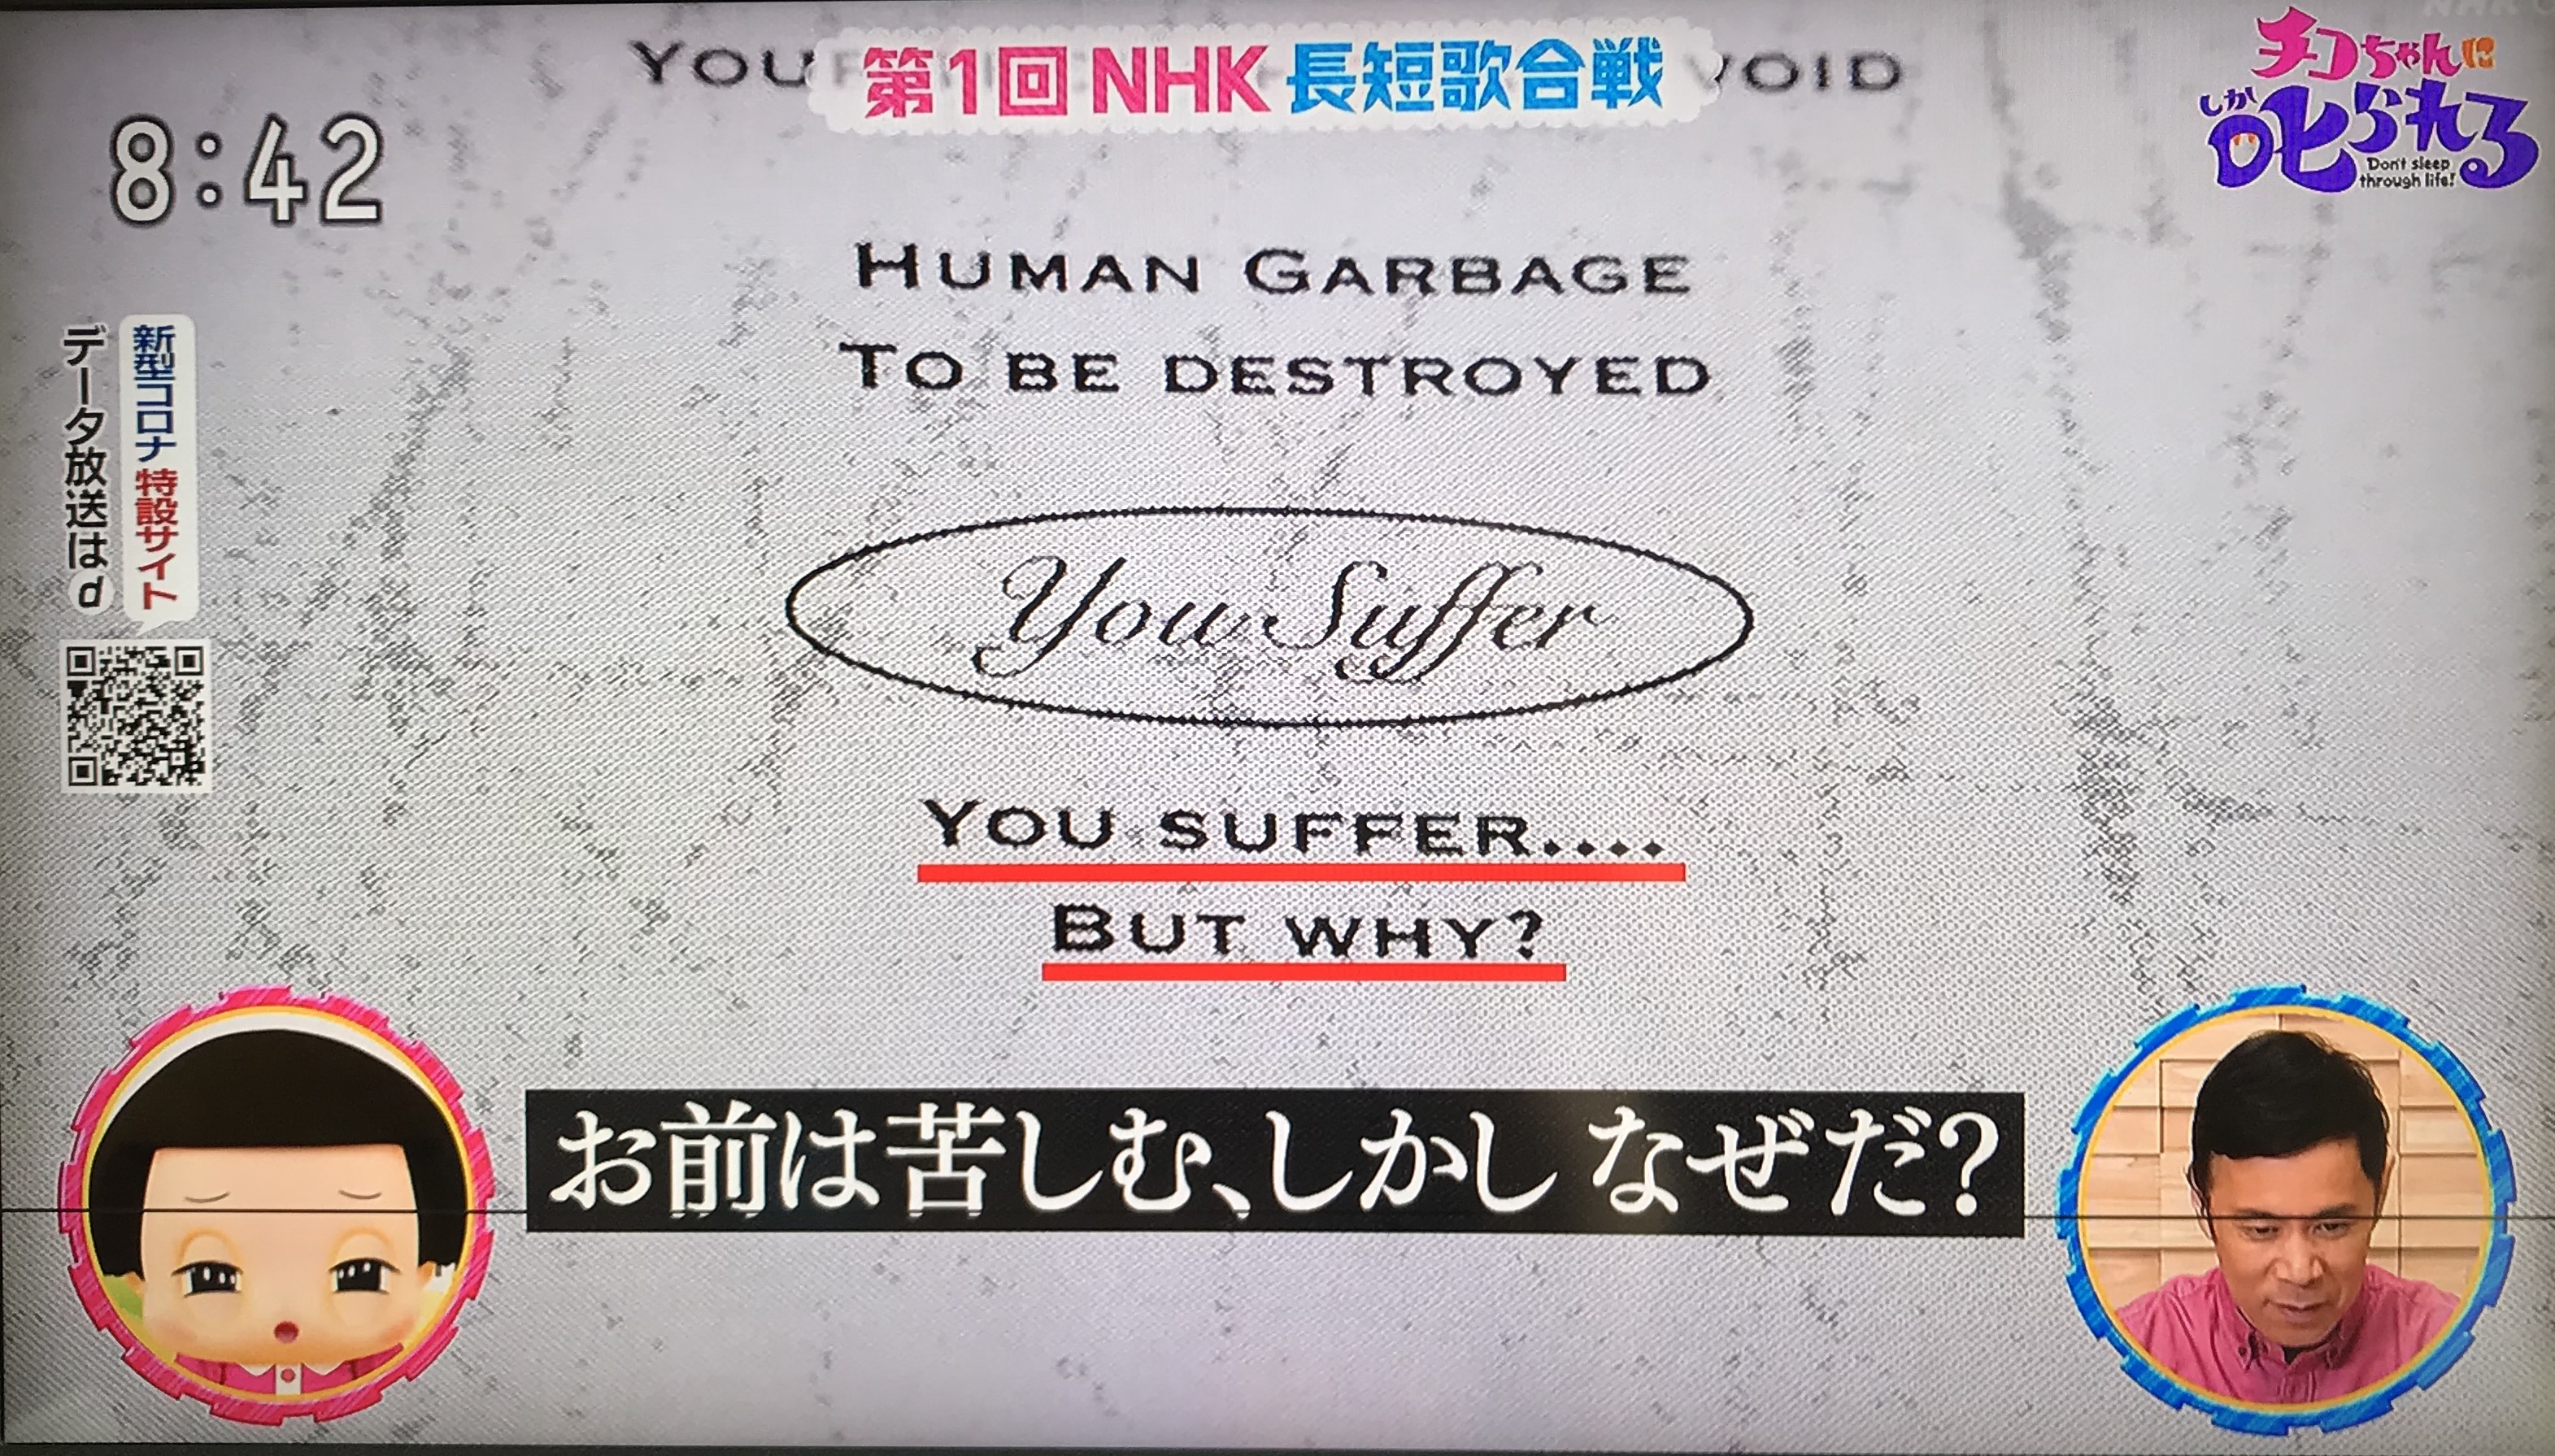 YOU
VOID
第1回 NHK 長短歌合戦
チコちゃんに
しか
叱られる
Don't sleep
through life!
8:42
HUMAN GARBAGE
TO BE DESTROYED
新型コロナ 特設サイト
データ放送は d
You Suffer
YOU SUFFER....
BUT WHY?
お前は苦しむ、しかし なぜだ?